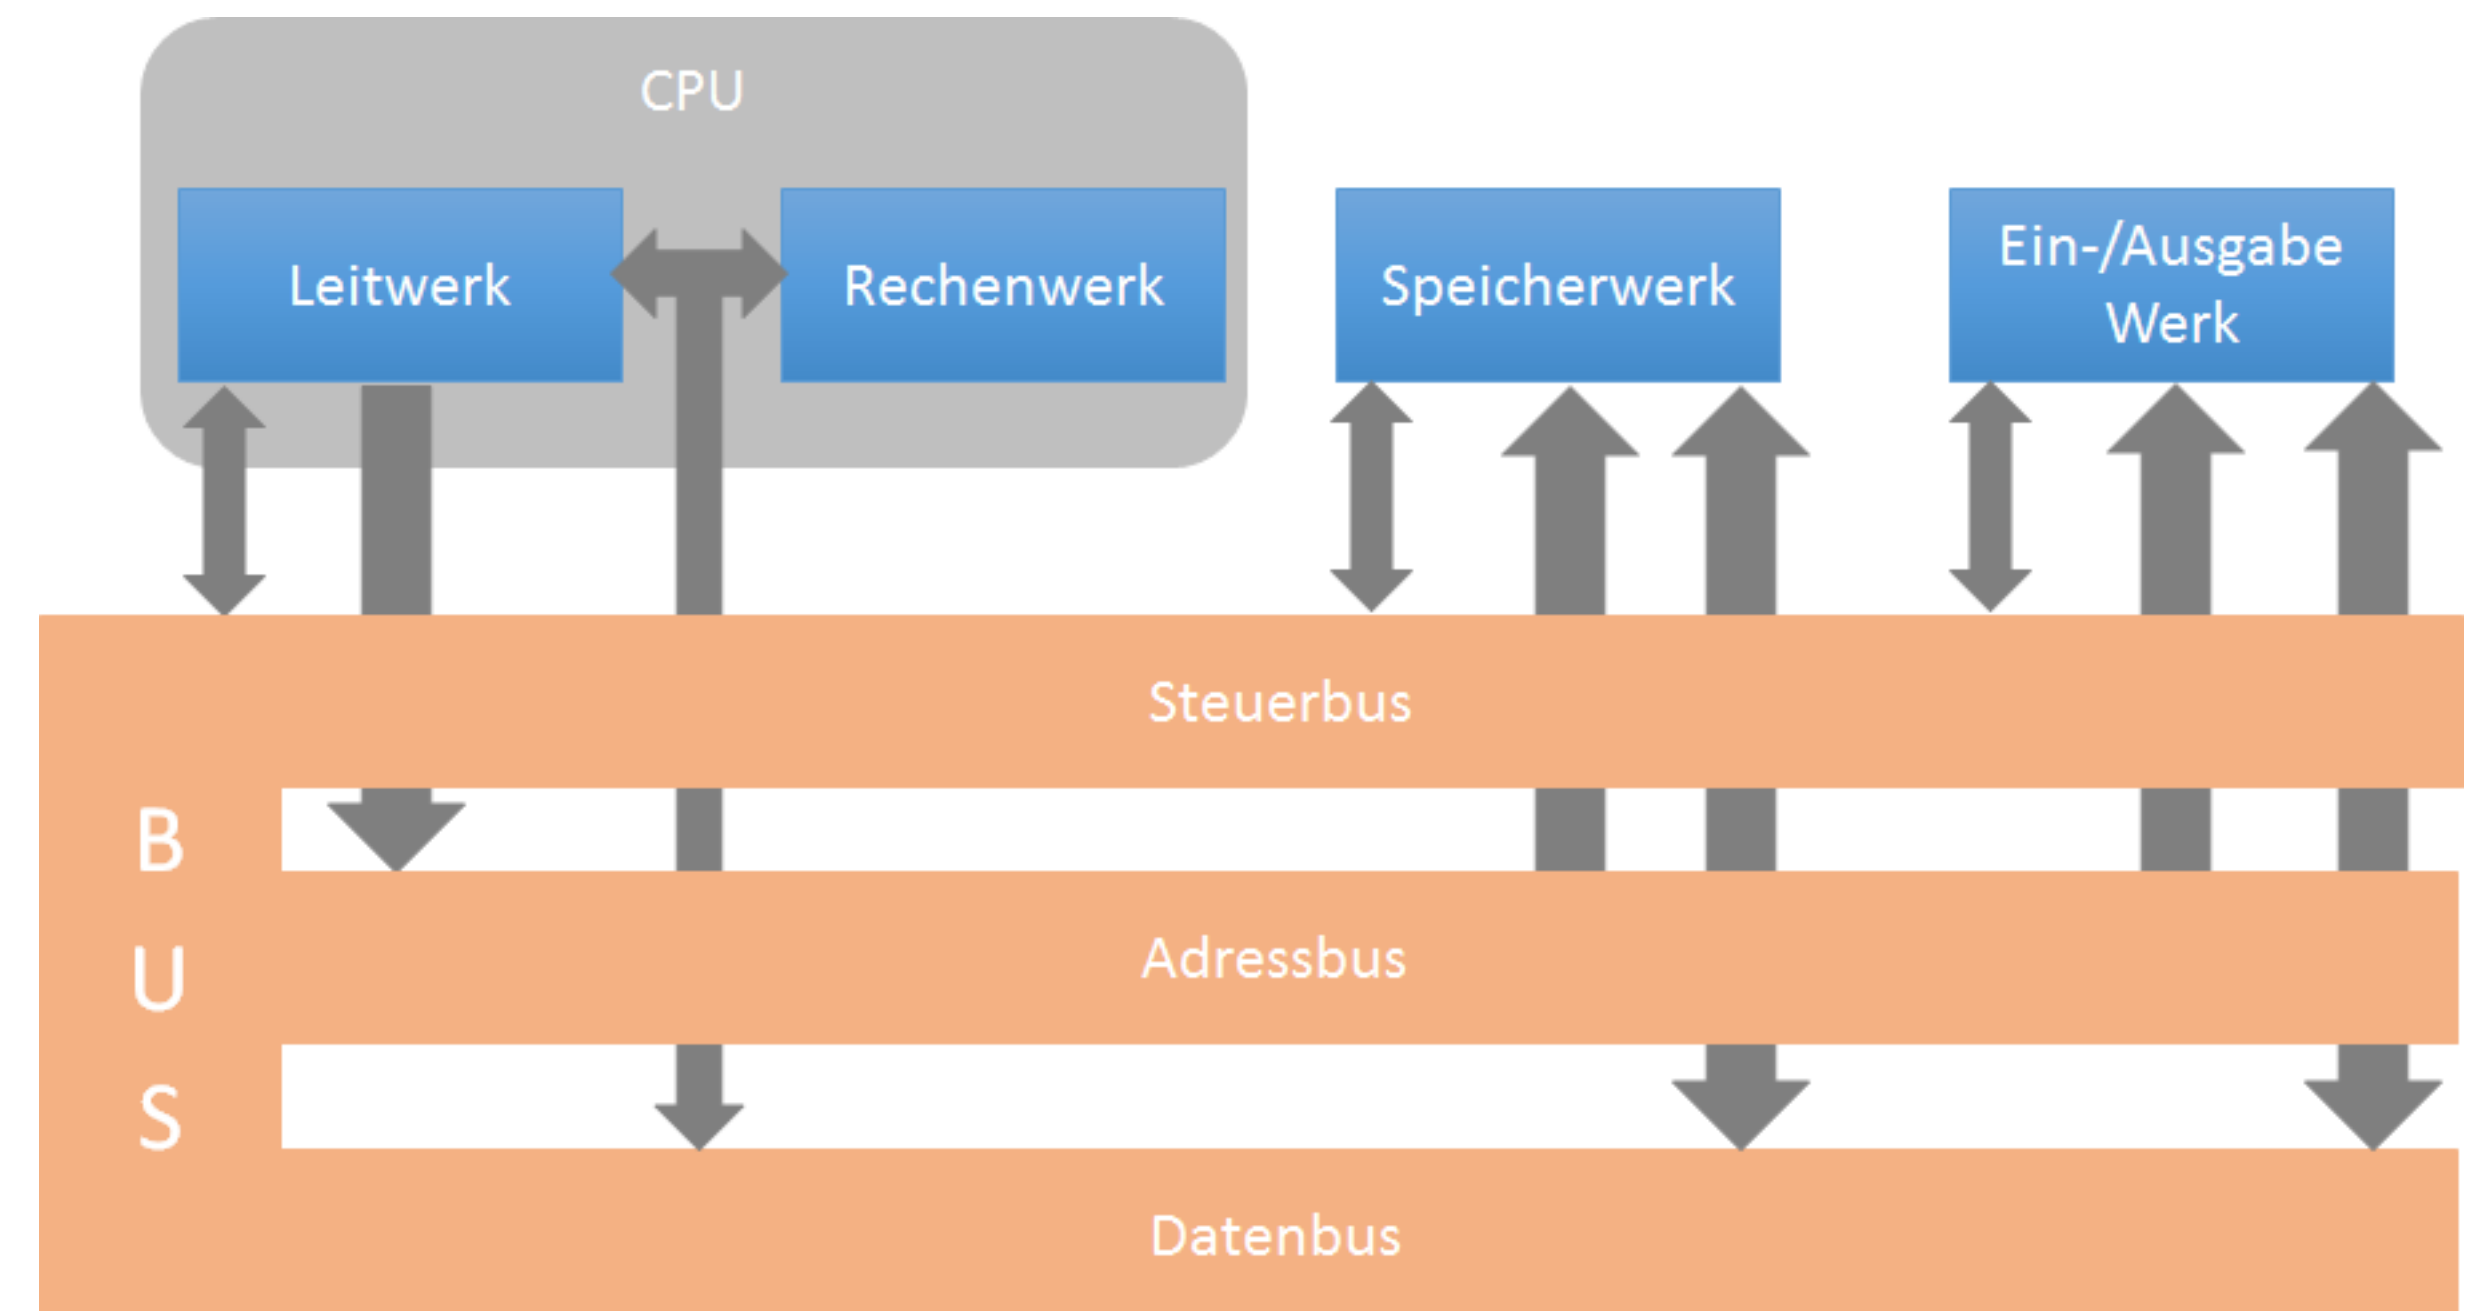 CPU
Leitwerk
Rechenwerk
Speicherwerk
Ein-/Ausgabe
Werk
Steuerbus
B
U
S
Adressbus
Datenbus